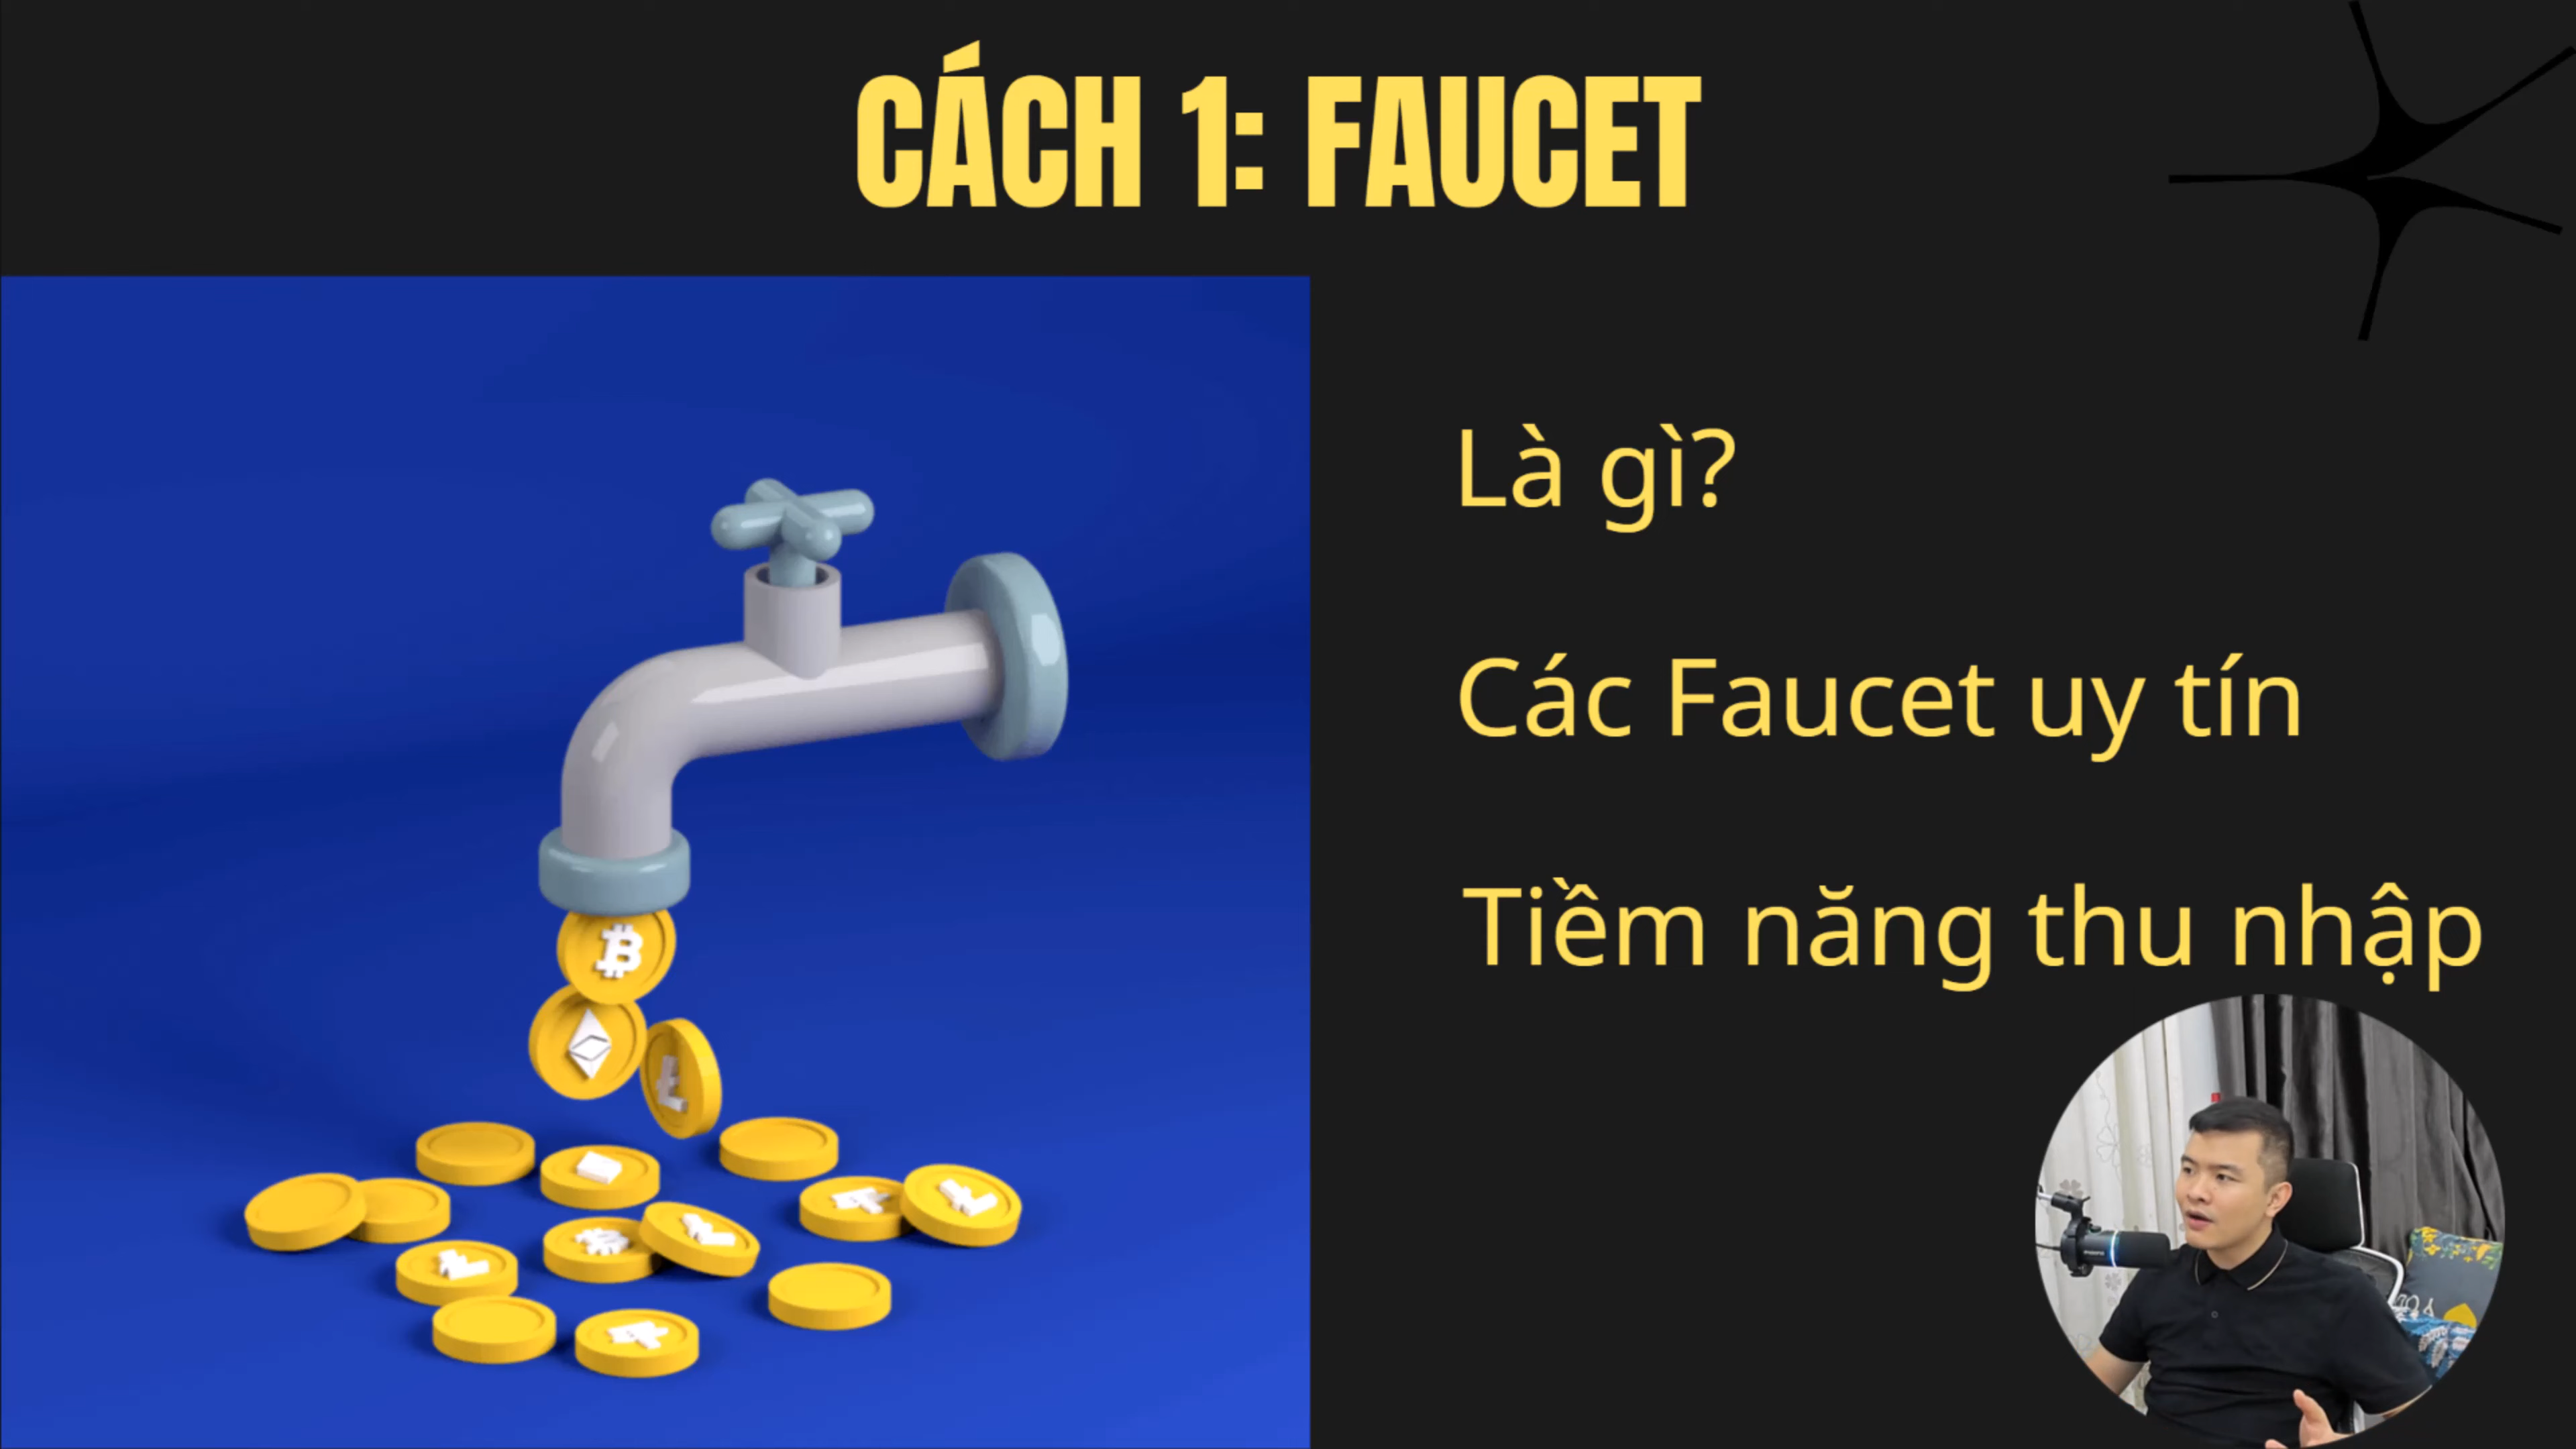 CÁCH 1: FAUCET
Là gì?
Các Faucet uy tín
Tiềm năng thu nhập